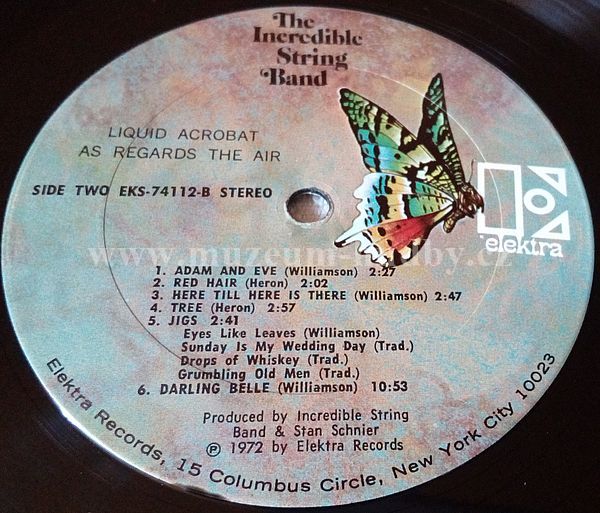 The
Incredible
String
Band
LIQUID ACROBAT
AS REGARDS THE AIR
SIDE TWO EKS-74112-B STEREO
elektra
1. ADAM AND EVE (Williamson) 2:27
2. RED HAIR (Heron) 2:02
3. HERE TILL HERE IS THERE (Williamson) 2:47
4. TREE (Heron) 2:57
5. JIGS 2:41
Eyes Like Leaves (Williamson)
Sunday Is My Wedding Day (Trad.)
Drops of Whiskey (Trad.)
Grumbling Old Men (Trad.)
6. DARLING BELLE (Williamson) 10:53
Produced by Incredible String
Band & Stan Schnier
℗ 1972 by Elektra Records
Elektra Records, 15 Columbus Circle, New York City 10023